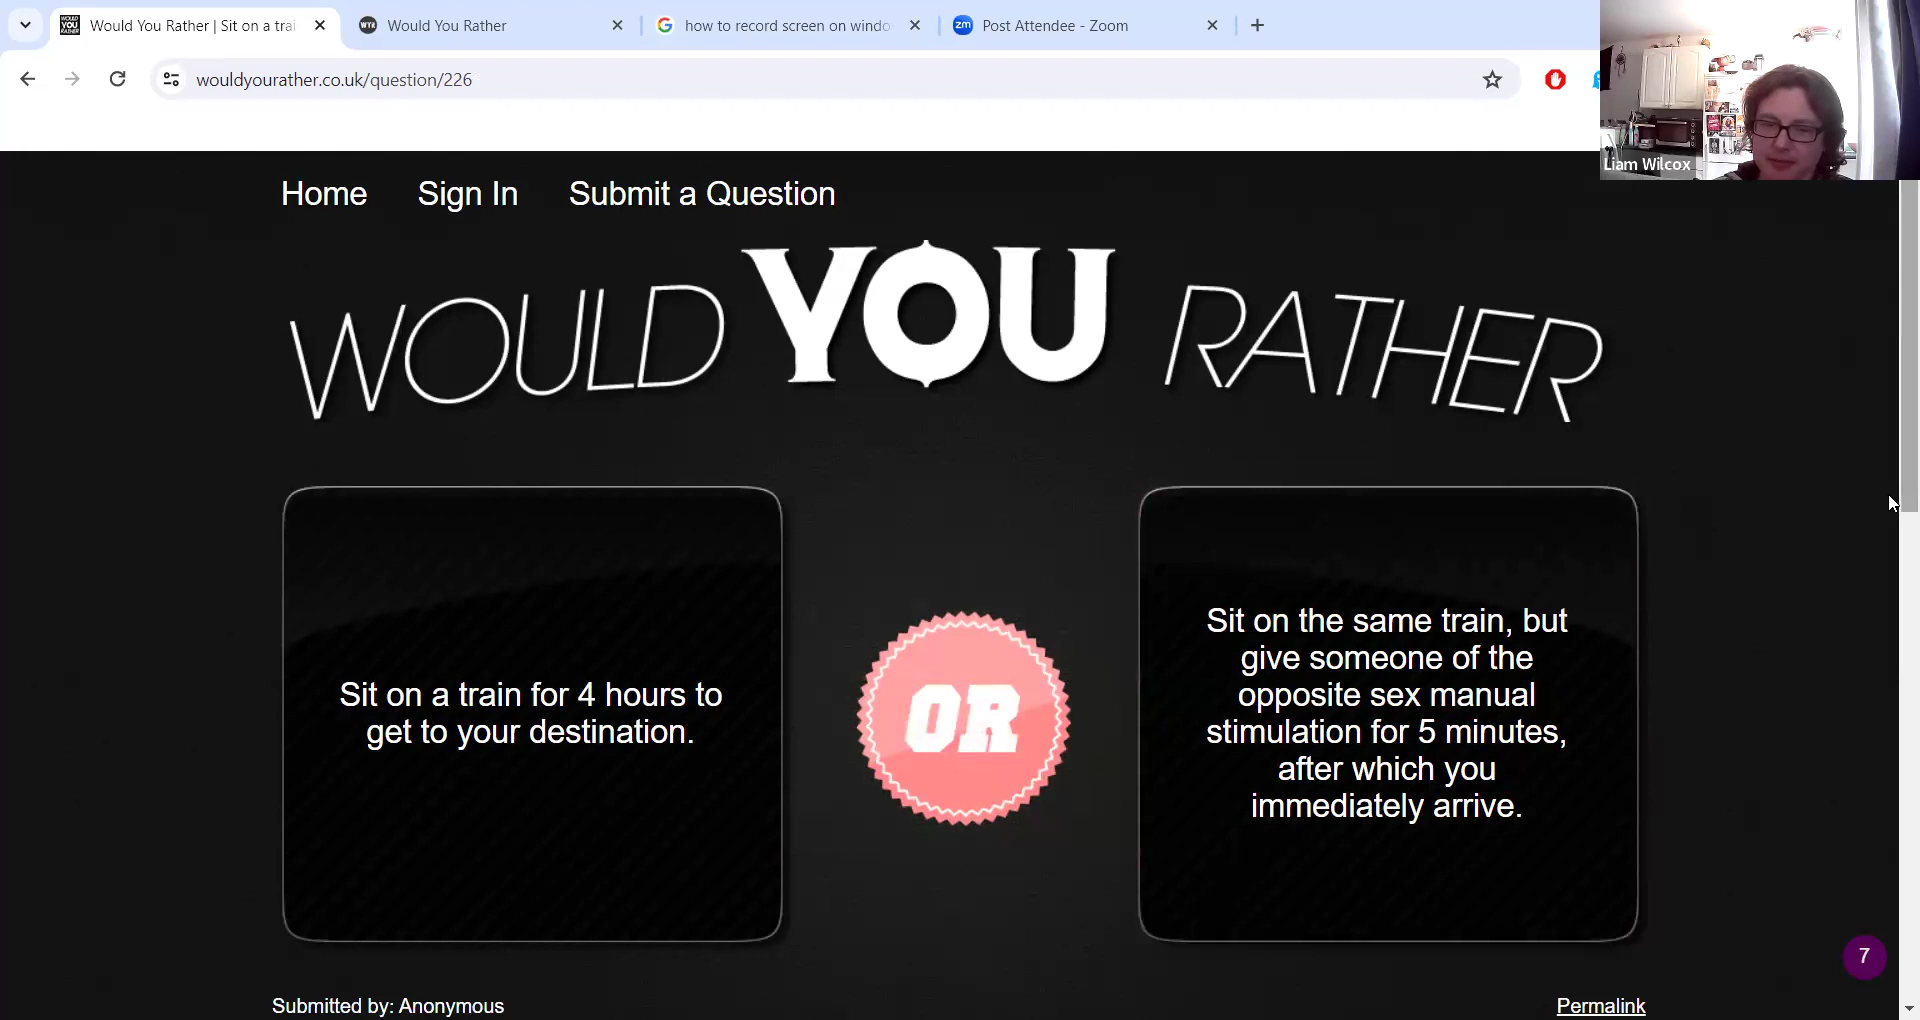 Would You Rather | Sit on a trai
Would You Rather
how to record screen on windo
Post Attendee - Zoom
wouldyourather.co.uk/question/226
Liam Wilcox
Home Sign In Submit a Question
WOULD YOU RATHER
Sit on a train for 4 hours to
get to your destination.
OR
Sit on the same train, but
give someone of the
opposite sex manual
stimulation for 5 minutes,
after which you
immediately arrive.
7
Submitted by: Anonymous
Permalink